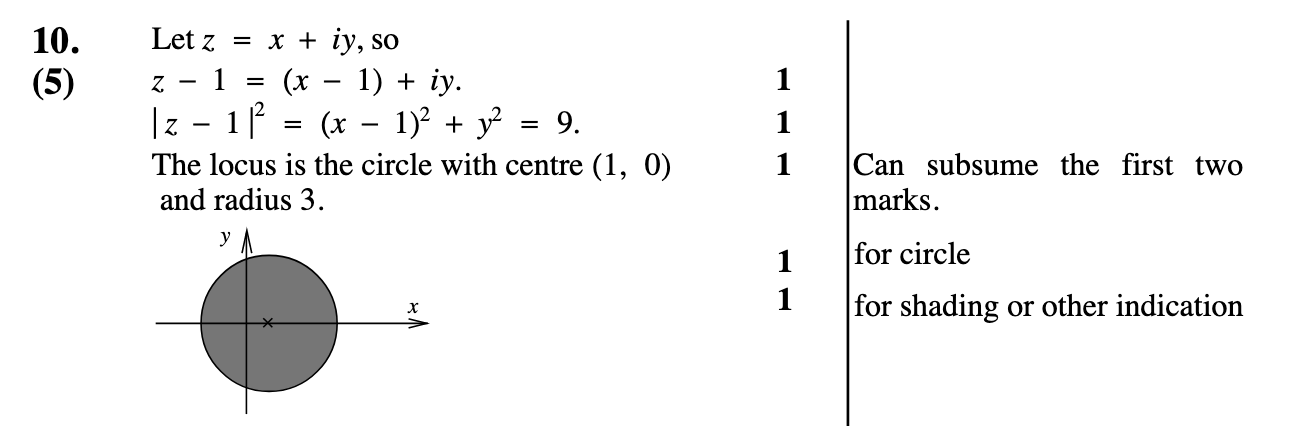 10. Let z = x + iy, so
(5) z − 1 = (x − 1) + iy. 1
|z − 1|² = (x − 1)² + y² = 9. 1
The locus is the circle with centre (1, 0) 1 Can subsume the first two
and radius 3. marks.
y
1 for circle
x 1 for shading or other indication